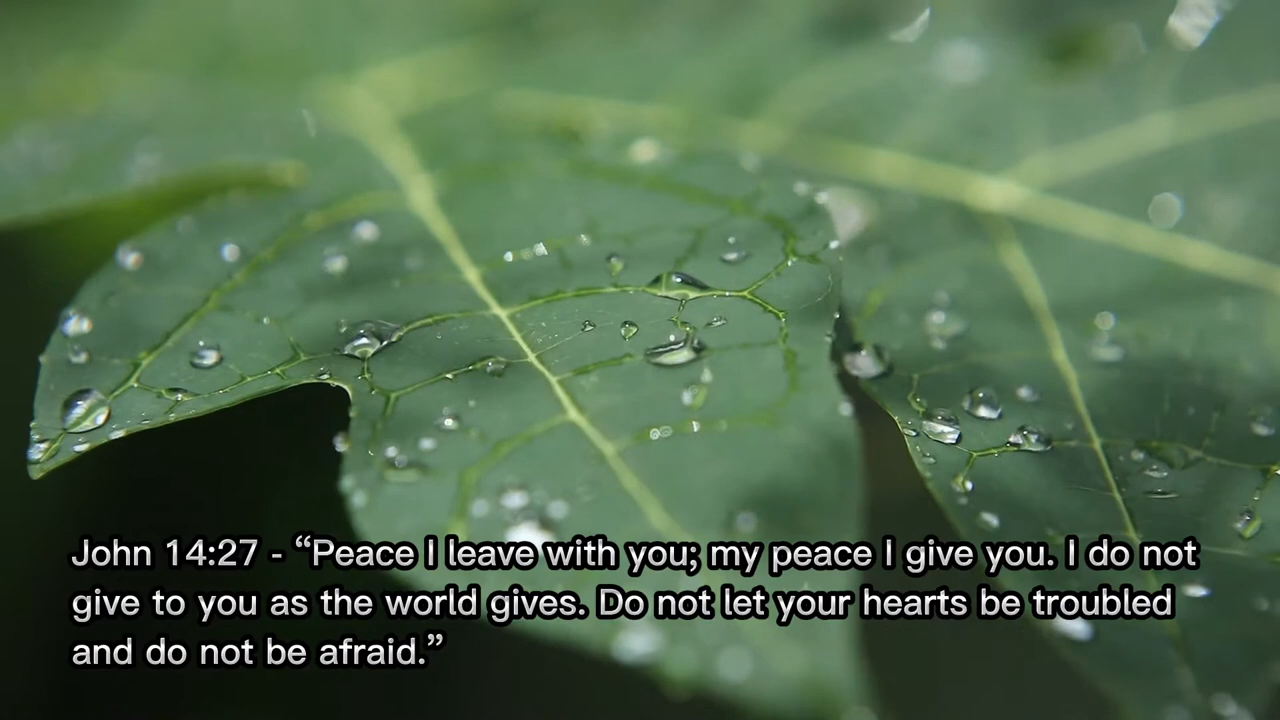 John 14:27 - “Peace I leave with you; my peace I give you. I do not
give to you as the world gives. Do not let your hearts be troubled
and do not be afraid.”